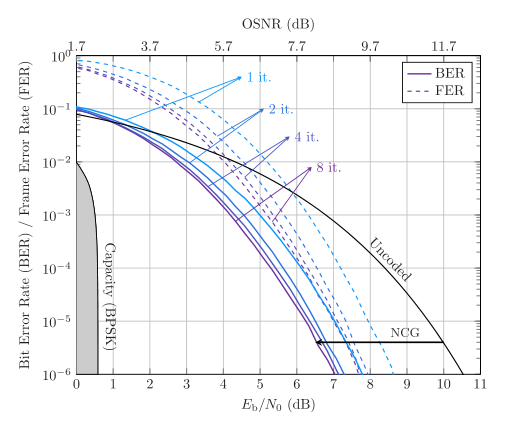 OSNR (dB)
1.7 3.7 5.7 7.7 9.7 11.7
BER
FER
1 it.
2 it.
4 it.
8 it.
Uncoded
NCG
Capacity (BPSK)
Bit Error Rate (BER) / Frame Error Rate (FER)
10^0
10^−1
10^−2
10^−3
10^−4
10^−5
10^−6
0 1 2 3 4 5 6 7 8 9 10 11
E_b/N_0 (dB)